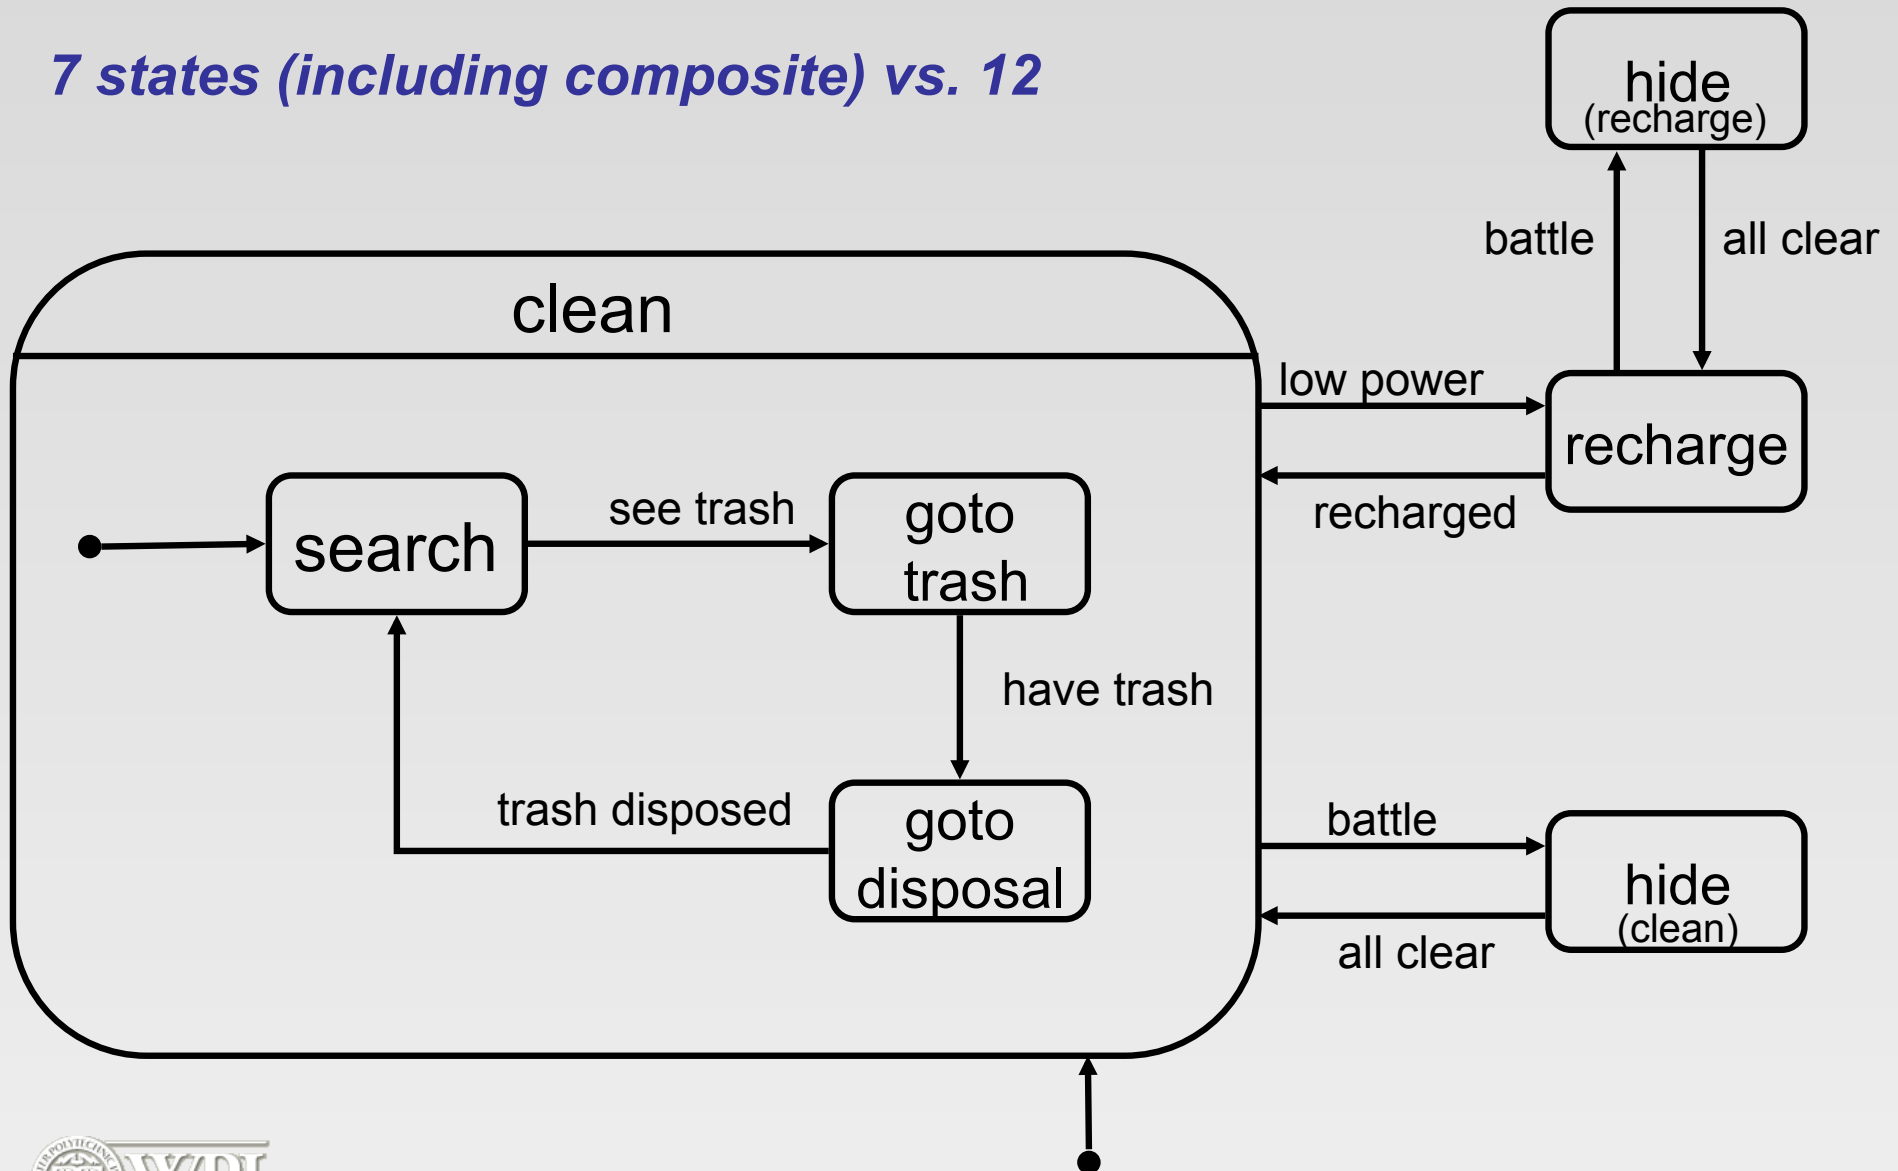 7 states (including composite) vs. 12
hide
(recharge)
battle
all clear
clean
low power
recharge
recharged
search
see trash
goto
trash
have trash
trash disposed
goto
disposal
battle
hide
(clean)
all clear
WPI